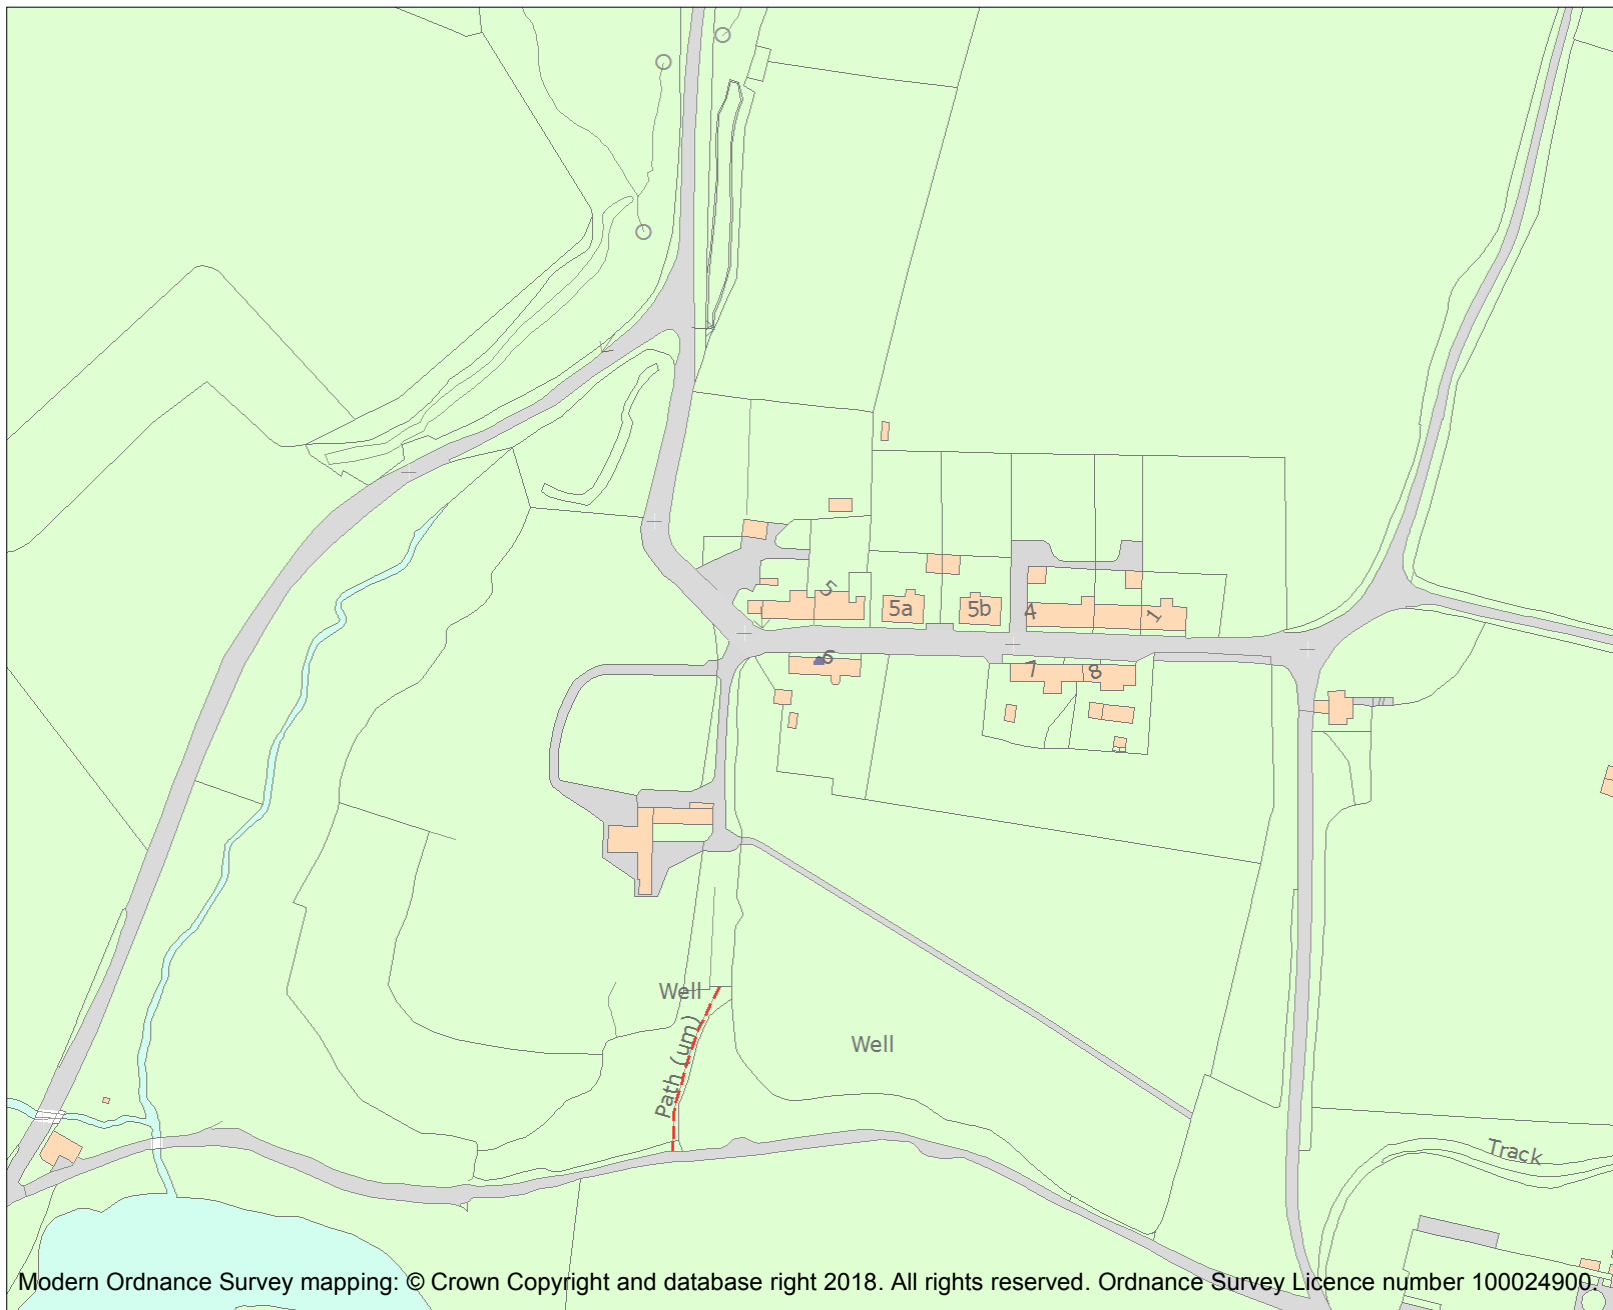 5
5a
5b
4
1
6
7
8
Well
Path (um)
Well
Track
Modern Ordnance Survey mapping: © Crown Copyright and database right 2018. All rights reserved. Ordnance Survey Licence number 100024900.